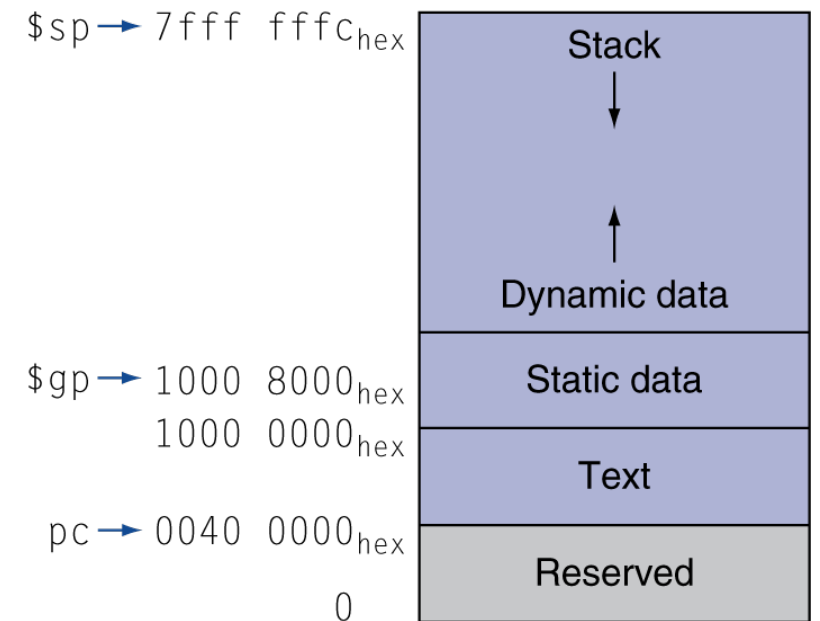 $sp → 7fff fffc hex
Stack
Dynamic data
$gp → 1000 8000 hex
Static data
1000 0000 hex
Text
pc → 0040 0000 hex
Reserved
0